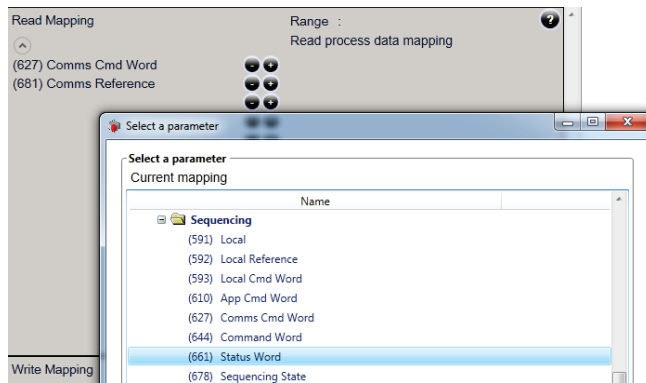 Read Mapping
Range :
Read process data mapping
(627) Comms Cmd Word
(681) Comms Reference
Select a parameter
Select a parameter
Current mapping
Name
Sequencing
(591) Local
(592) Local Reference
(593) Local Cmd Word
(610) App Cmd Word
(627) Comms Cmd Word
(644) Command Word
(661) Status Word
(678) Sequencing State
Write Mapping